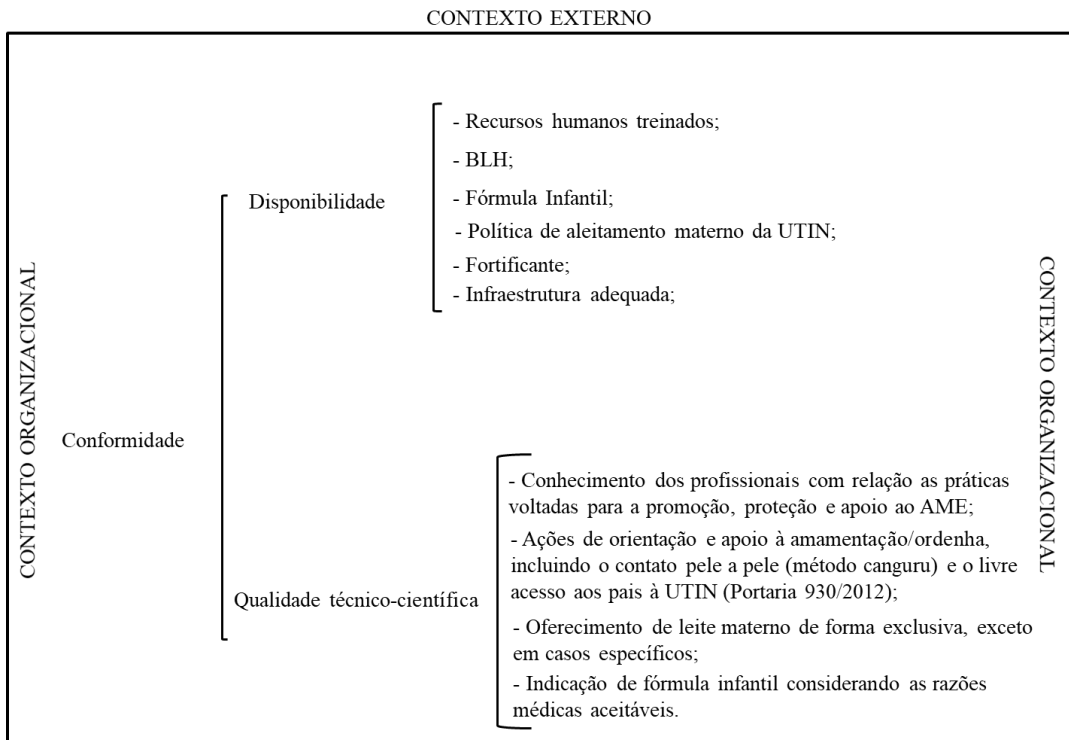 CONTEXTO EXTERNO
CONTEXTO ORGANIZACIONAL
Conformidade
Disponibilidade
- Recursos humanos treinados;
- BLH;
- Fórmula Infantil;
- Política de aleitamento materno da UTIN;
- Fortificante;
- Infraestrutura adequada;
Qualidade técnico-científica
- Conhecimento dos profissionais com relação as práticas
voltadas para a promoção, proteção e apoio ao AME;
- Ações de orientação e apoio à amamentação/ordenha,
incluindo o contato pele a pele (método canguru) e o livre
acesso aos pais à UTIN (Portaria 930/2012);
- Oferecimento de leite materno de forma exclusiva, exceto
em casos específicos;
- Indicação de fórmula infantil considerando as razões
médicas aceitáveis.
CONTEXTO ORGANIZACIONAL